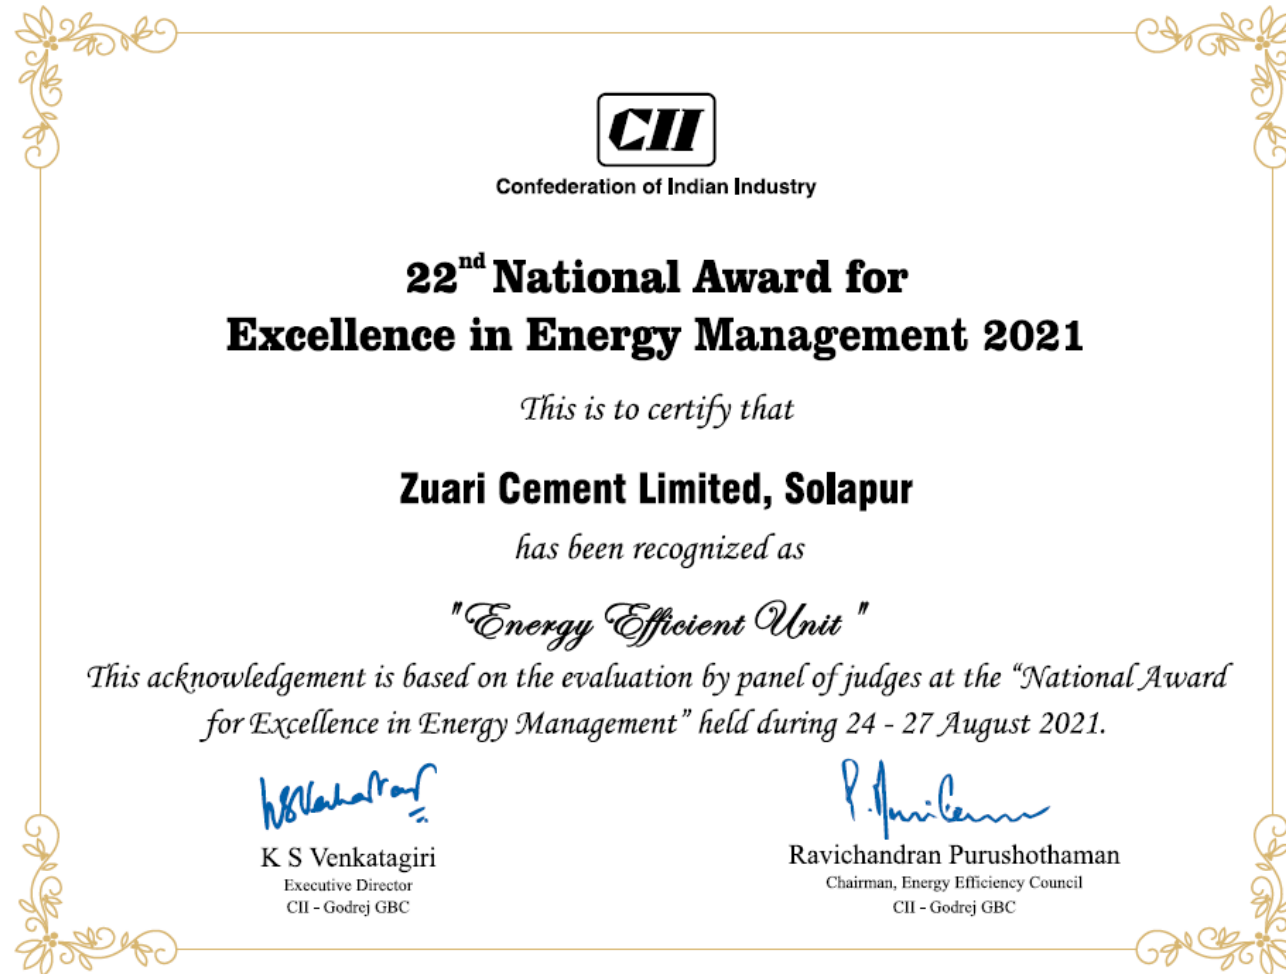 CII
Confederation of Indian Industry
22nd National Award for
Excellence in Energy Management 2021
This is to certify that
Zuari Cement Limited, Solapur
has been recognized as
"Energy Efficient Unit "
This acknowledgement is based on the evaluation by panel of judges at the “National Award
for Excellence in Energy Management” held during 24 - 27 August 2021.
K S Venkatagiri
Executive Director
CII - Godrej GBC
Ravichandran Purushothaman
Chairman, Energy Efficiency Council
CII - Godrej GBC